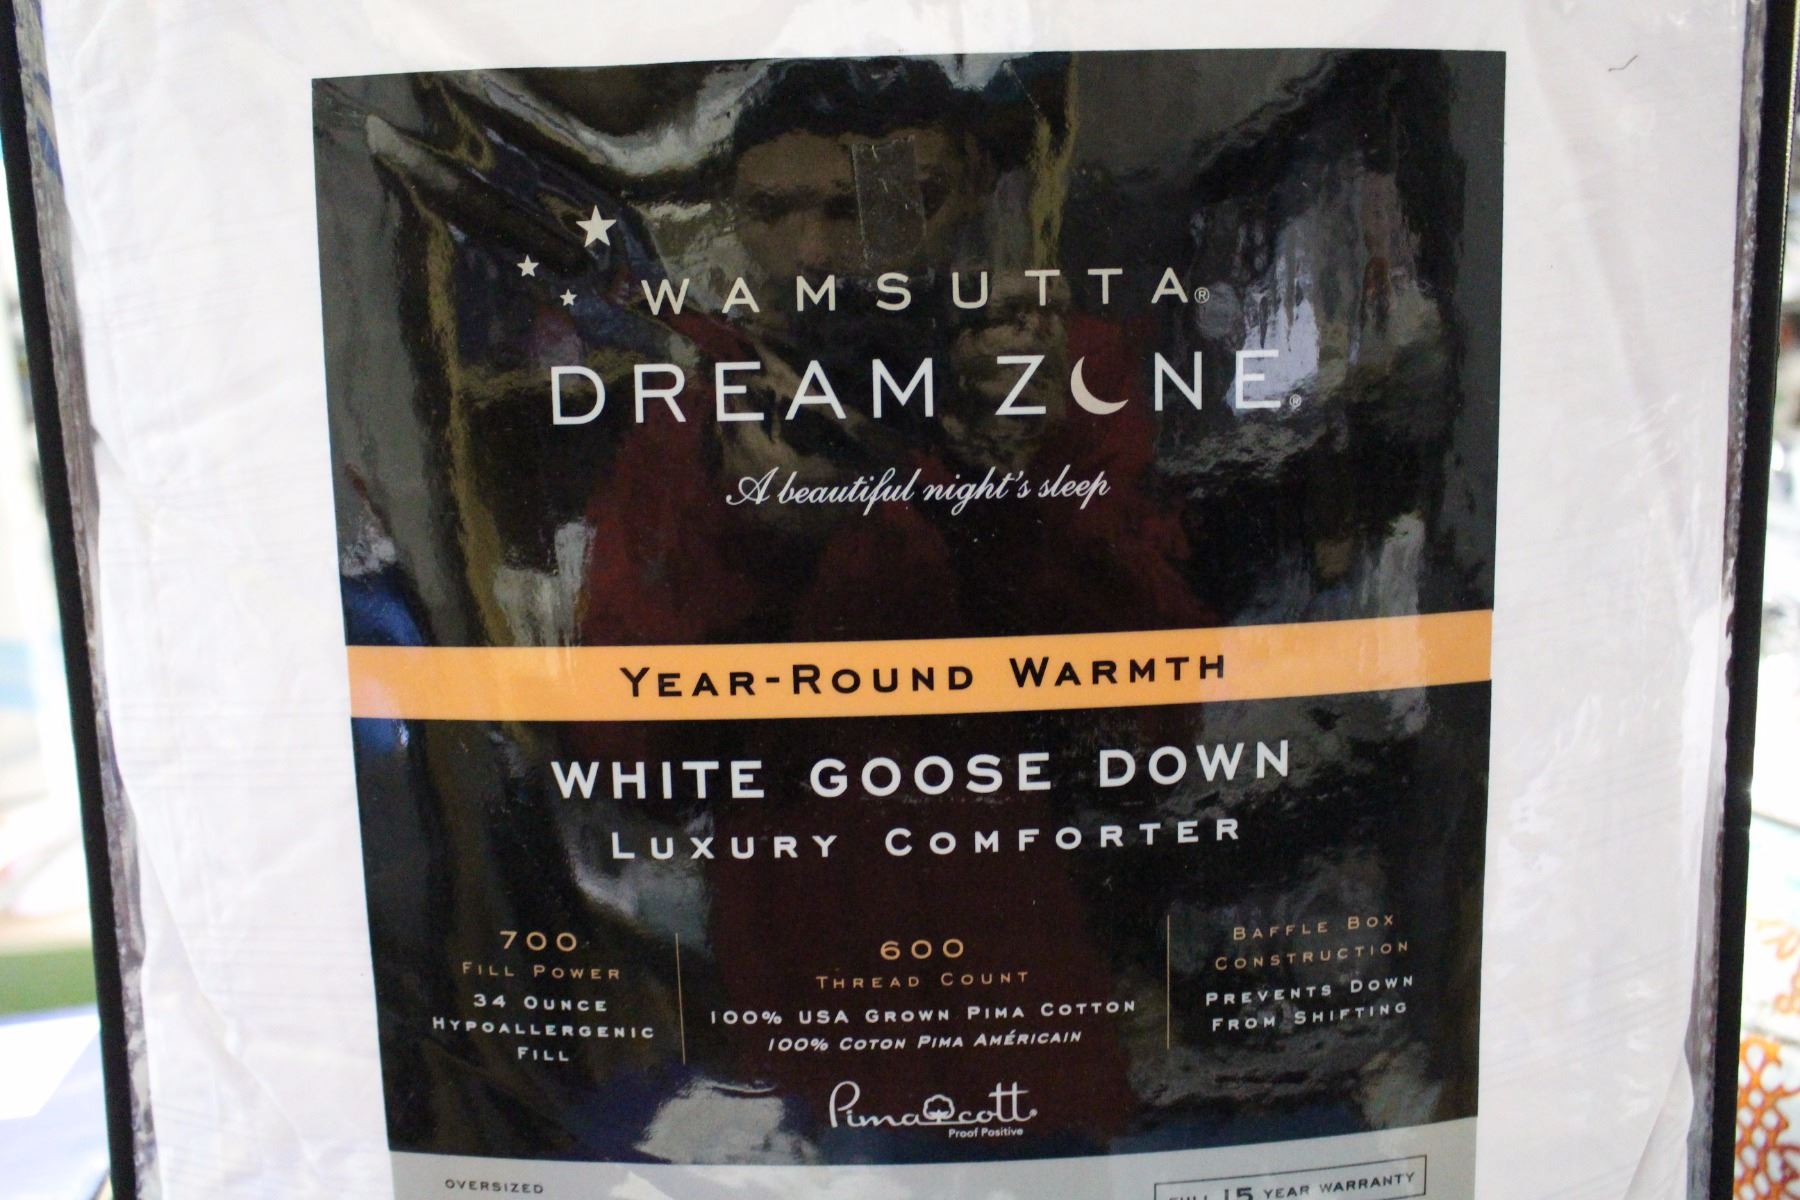 WAMSUTTA®
DREAM ZONE®
A beautiful night's sleep
YEAR-ROUND WARMTH
WHITE GOOSE DOWN
LUXURY COMFORTER
700
FILL POWER
34 OUNCE
HYPOALLERGENIC
FILL
600
THREAD COUNT
100% USA GROWN PIMA COTTON
100% COTON PIMA AMÉRICAIN
BAFFLE BOX
CONSTRUCTION
PREVENTS DOWN
FROM SHIFTING
Pimacott
Proof Positive
OVERSIZED
FULL 15 YEAR WARRANTY